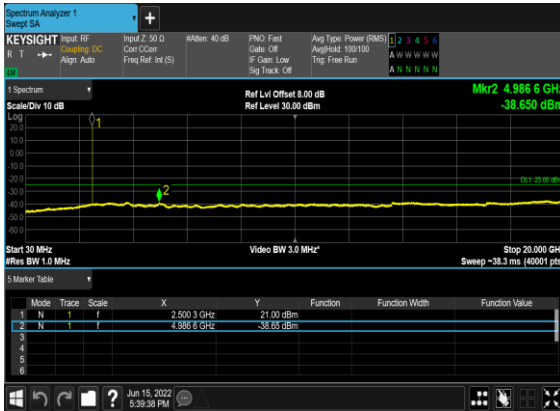 Spectrum Analyzer 1
Swept SA
KEYSIGHT Input: RF Input Z: 50 Ω #Atten: 40 dB PNO: Fast Avg Type: Power (RMS) 1 2 3 4 5 6
R T Coupling: DC Corr CCorr Gate: Off Avg|Hold: 100/100 A W W W W W
Align: Auto Freq Ref: Int (S) IF Gain: Low Trig: Free Run
Sig Track: Off A N N N N N
1 Spectrum
Scale/Div 10 dB
Ref Lvl Offset 8.00 dB
Ref Level 30.00 dBm
Mkr2 4.986 6 GHz
-38.650 dBm
Log
20.0
10.0
0.00
-10.0
-20.0
-30.0
-40.0
-50.0
-60.0
1
2
DL1 -25.00 dBm
Start 30 MHz Video BW 3.0 MHz* Stop 20.000 GHz
#Res BW 1.0 MHz Sweep ~38.3 ms (40001 pts)
5 Marker Table
Mode Trace Scale X Y Function Function Width Function Value
1 N 1 f 2.500 3 GHz 21.00 dBm
2 N 1 f 4.986 6 GHz -38.65 dBm
3
4
5
6
Jun 15, 2022
5:39:38 PM